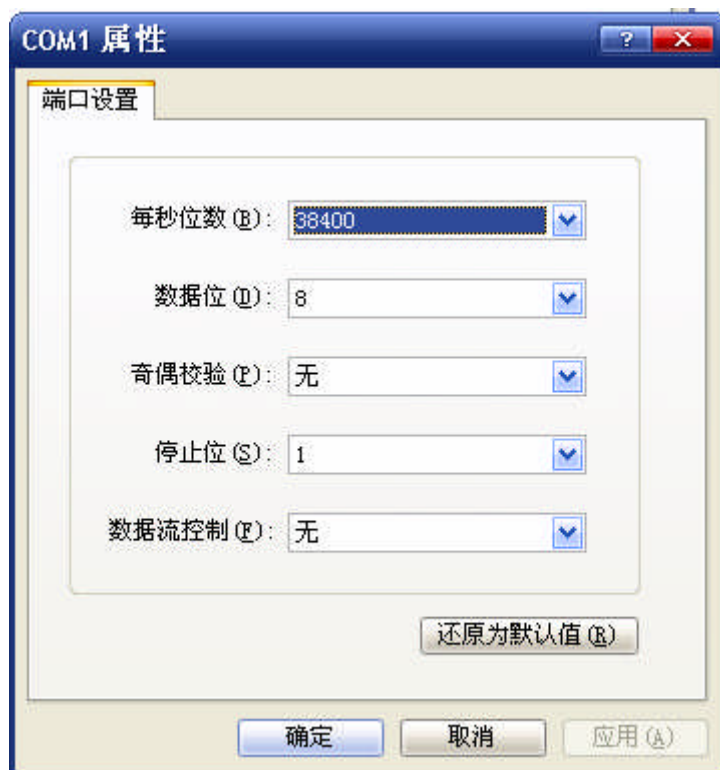 COM1 属性
端口设置
每秒位数(B): 38400
数据位(D): 8
奇偶校验(P): 无
停止位(S): 1
数据流控制(F): 无
还原为默认值(R)
确定 取消 应用(A)